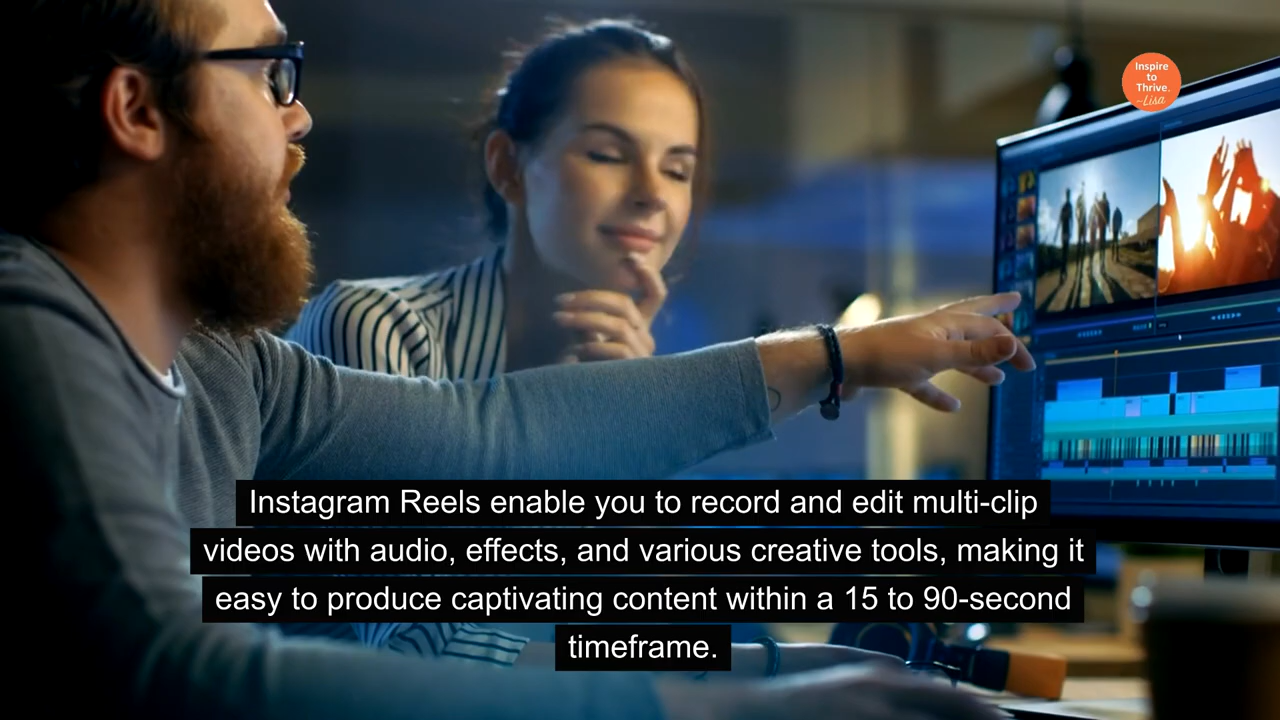 Inspire
to
Thrive.
~Lisa
Instagram Reels enable you to record and edit multi-clip
videos with audio, effects, and various creative tools, making it
easy to produce captivating content within a 15 to 90-second
timeframe.